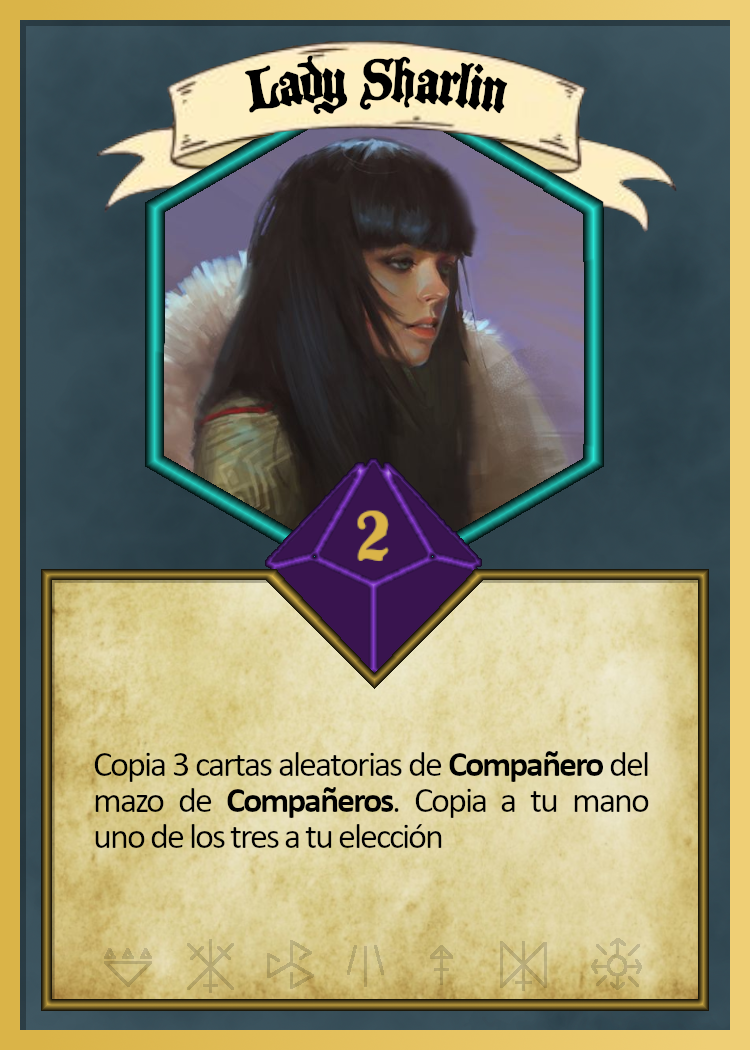 Lady Sharlin
2
Copia 3 cartas aleatorias de Compañero del
mazo de Compañeros. Copia a tu mano
uno de los tres a tu elección